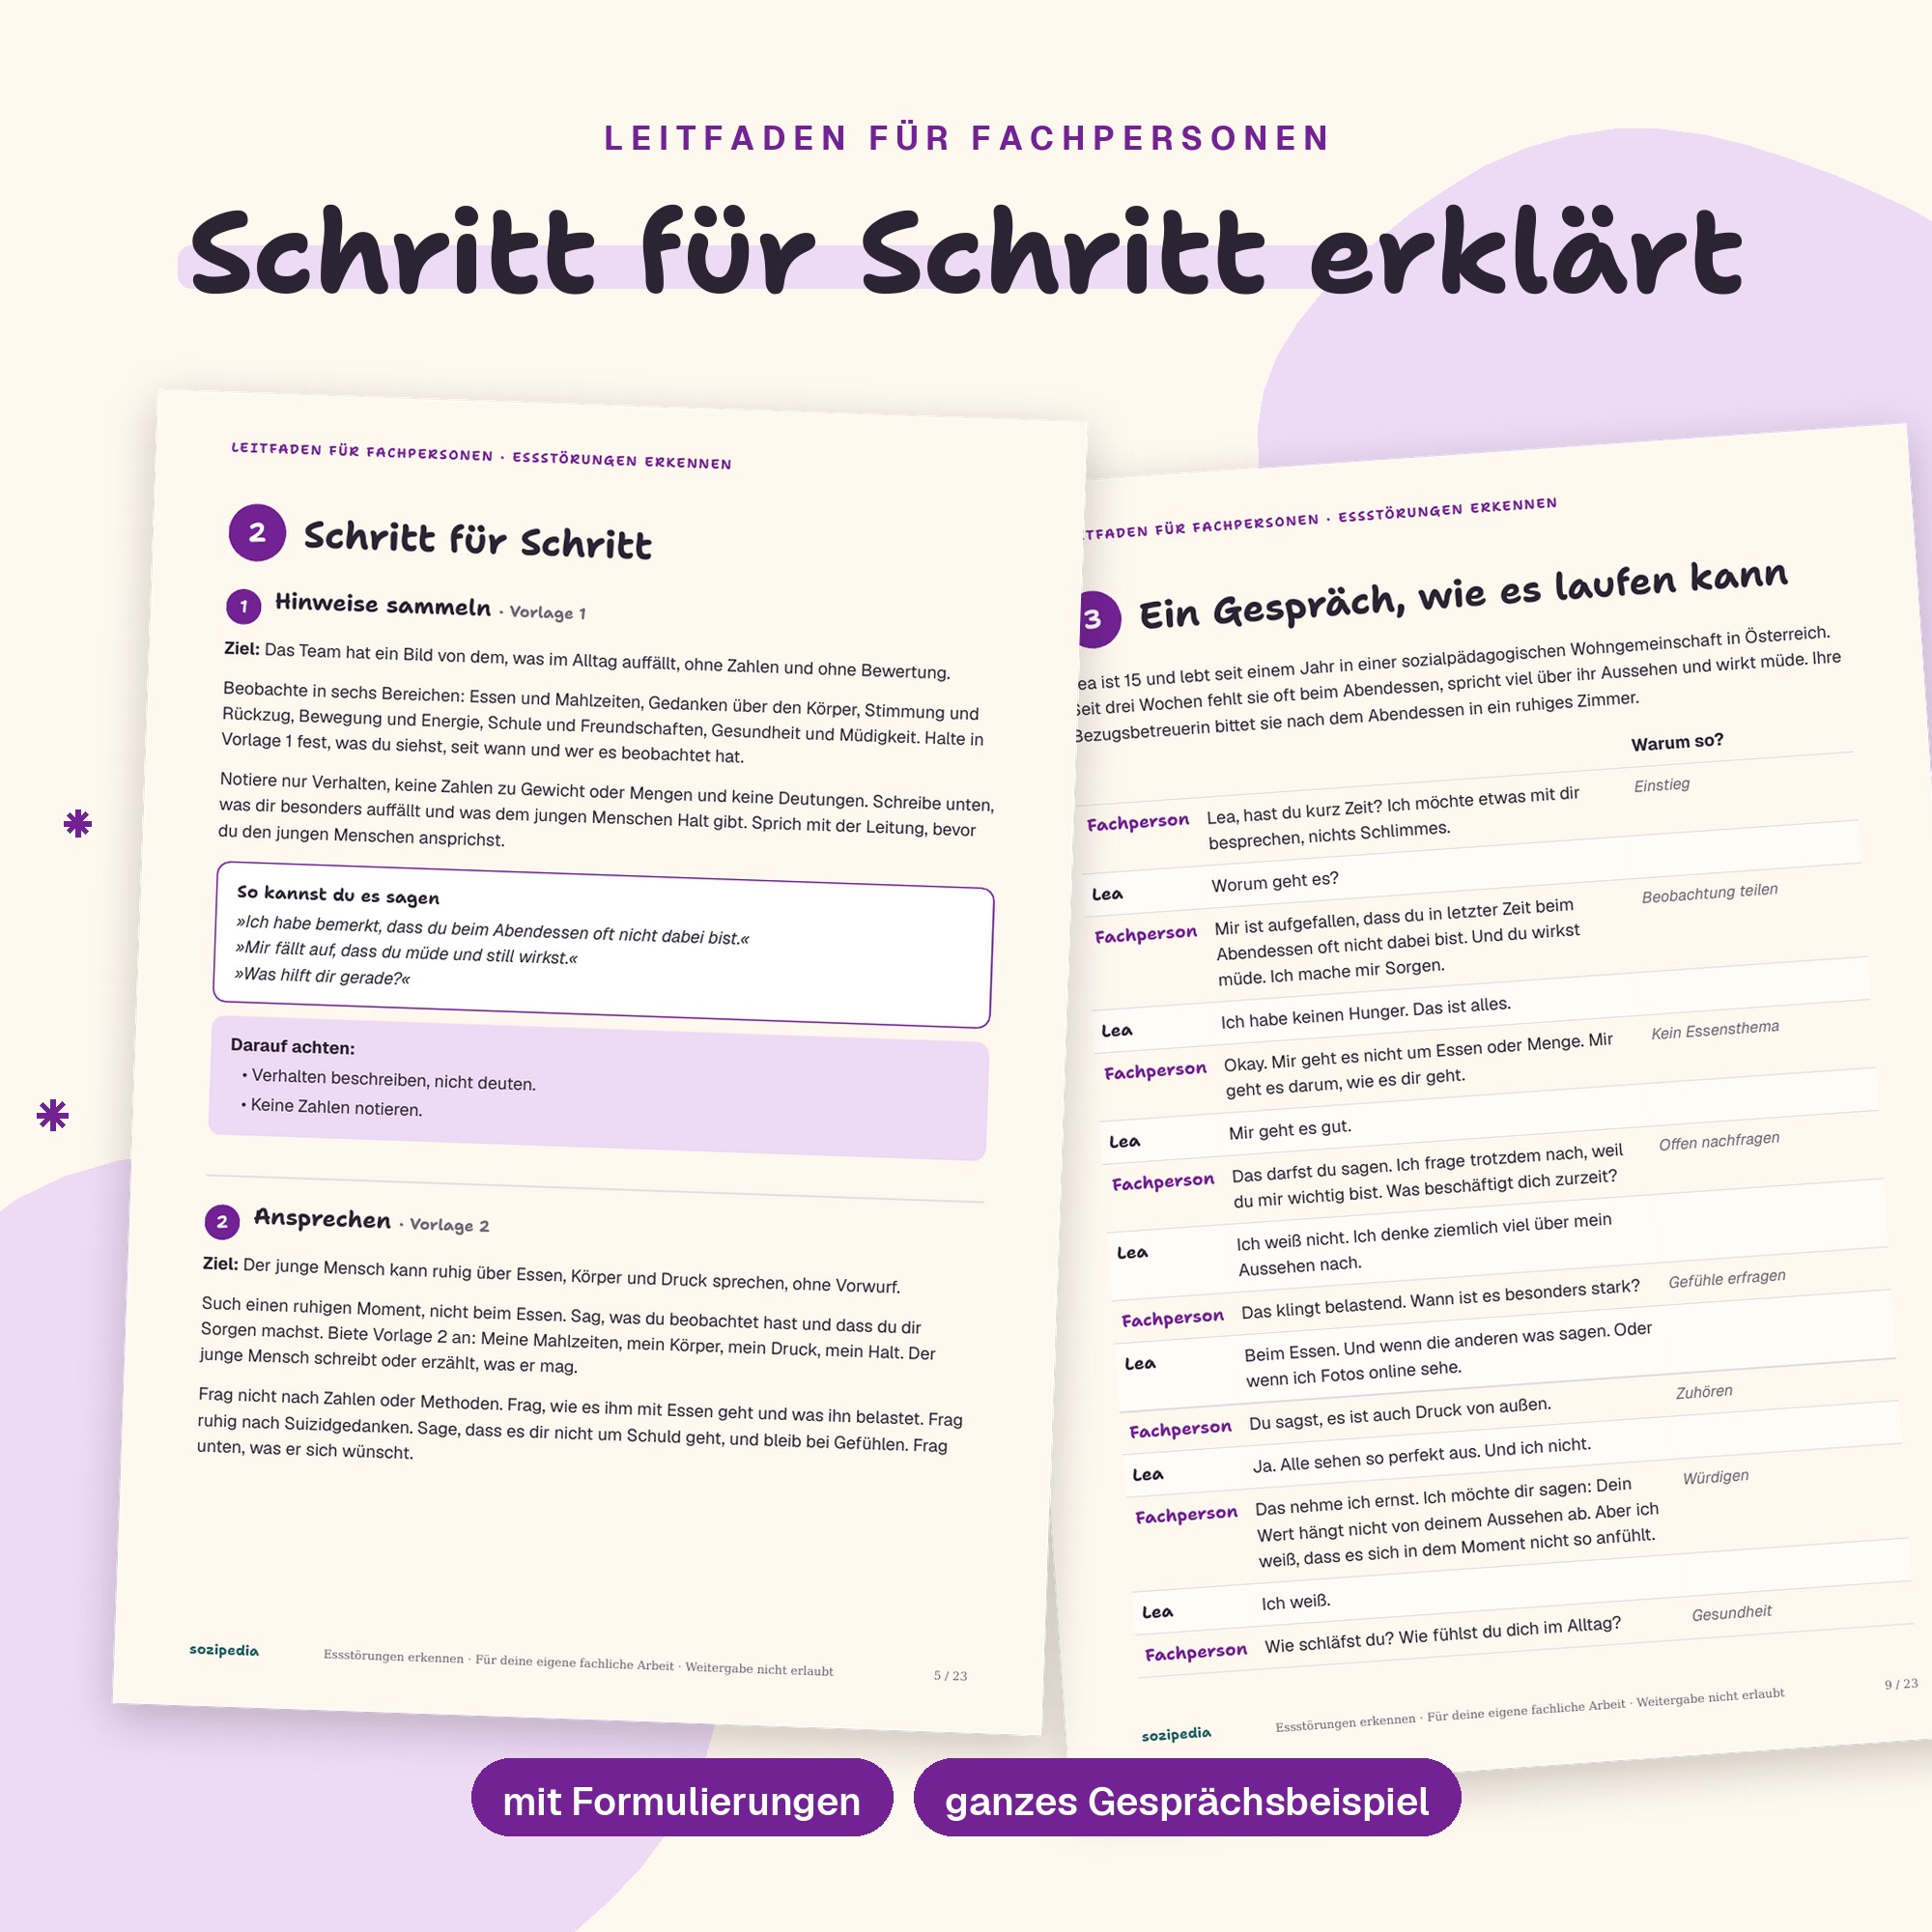 LEITFADEN FÜR FACHPERSONEN
Schritt für Schritt erklärt
LEITFADEN FÜR FACHPERSONEN · ESSSTÖRUNGEN ERKENNEN
2 Schritt für Schritt
1 Hinweise sammeln · Vorlage 1
Ziel: Das Team hat ein Bild von dem, was im Alltag auffällt, ohne Zahlen und ohne Bewertung.
Beobachte in sechs Bereichen: Essen und Mahlzeiten, Gedanken über den Körper, Stimmung und
Rückzug, Bewegung und Energie, Schule und Freundschaften, Gesundheit und Müdigkeit. Halte in
Vorlage 1 fest, was du siehst, seit wann und wer es beobachtet hat.
Notiere nur Verhalten, keine Zahlen zu Gewicht oder Mengen und keine Deutungen. Schreibe unten,
was dir besonders auffällt und was dem jungen Menschen Halt gibt. Sprich mit der Leitung, bevor
du den jungen Menschen ansprichst.
So kannst du es sagen
»Ich habe bemerkt, dass du beim Abendessen oft nicht dabei bist.«
»Mir fällt auf, dass du müde und still wirkst.«
»Was hilft dir gerade?«
Darauf achten:
• Verhalten beschreiben, nicht deuten.
• Keine Zahlen notieren.
2 Ansprechen · Vorlage 2
Ziel: Der junge Mensch kann ruhig über Essen, Körper und Druck sprechen, ohne Vorwurf.
Such einen ruhigen Moment, nicht beim Essen. Sag, was du beobachtet hast und dass du dir
Sorgen machst. Biete Vorlage 2 an: Meine Mahlzeiten, mein Körper, mein Druck, mein Halt. Der
junge Mensch schreibt oder erzählt, was er mag.
Frag nicht nach Zahlen oder Methoden. Frag, wie es ihm mit Essen geht und was ihn belastet. Frag
ruhig nach Suizidgedanken. Sage, dass es dir nicht um Schuld geht, und bleib bei Gefühlen. Frag
unten, was er sich wünscht.
sozipedia Essstörungen erkennen · Für deine eigene fachliche Arbeit · Weitergabe nicht erlaubt 5 / 23
TFADEN FÜR FACHPERSONEN · ESSSTÖRUNGEN ERKENNEN
3 Ein Gespräch, wie es laufen kann
ea ist 15 und lebt seit einem Jahr in einer sozialpädagogischen Wohngemeinschaft in Österreich.
Seit drei Wochen fehlt sie oft beim Abendessen, spricht viel über ihr Aussehen und wirkt müde. Ihre
Bezugsbetreuerin bittet sie nach dem Abendessen in ein ruhiges Zimmer.
Warum so?
Fachperson Lea, hast du kurz Zeit? Ich möchte etwas mit dir Einstieg
besprechen, nichts Schlimmes.
Lea Worum geht es?
Fachperson Mir ist aufgefallen, dass du in letzter Zeit beim Beobachtung teilen
Abendessen oft nicht dabei bist. Und du wirkst
müde. Ich mache mir Sorgen.
Lea Ich habe keinen Hunger. Das ist alles.
Fachperson Okay. Mir geht es nicht um Essen oder Menge. Mir Kein Essensthema
geht es darum, wie es dir geht.
Lea Mir geht es gut.
Fachperson Das darfst du sagen. Ich frage trotzdem nach, weil Offen nachfragen
du mir wichtig bist. Was beschäftigt dich zurzeit?
Lea Ich weiß nicht. Ich denke ziemlich viel über mein
Aussehen nach.
Fachperson Das klingt belastend. Wann ist es besonders stark? Gefühle erfragen
Lea Beim Essen. Und wenn die anderen was sagen. Oder
wenn ich Fotos online sehe.
Fachperson Du sagst, es ist auch Druck von außen. Zuhören
Lea Ja. Alle sehen so perfekt aus. Und ich nicht.
Fachperson Das nehme ich ernst. Ich möchte dir sagen: Dein Würdigen
Wert hängt nicht von deinem Aussehen ab. Aber ich
weiß, dass es sich in dem Moment nicht so anfühlt.
Lea Ich weiß.
Fachperson Wie schläfst du? Wie fühlst du dich im Alltag? Gesundheit
sozipedia Essstörungen erkennen · Für deine eigene fachliche Arbeit · Weitergabe nicht erlaubt 9 / 23
mit Formulierungen
ganzes Gesprächsbeispiel